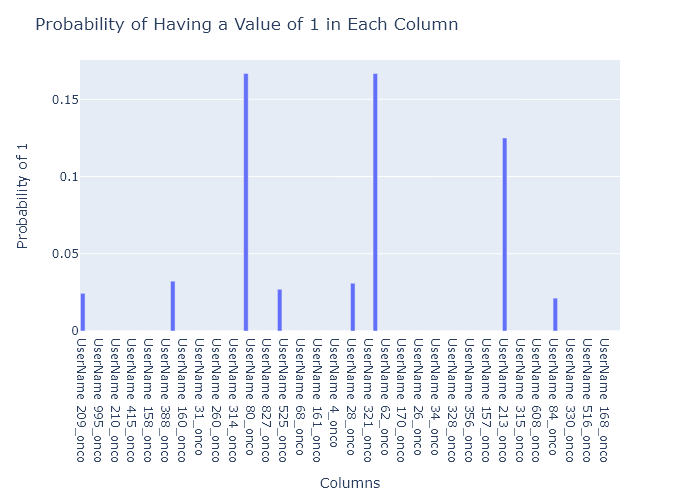 Probability of Having a Value of 1 in Each Column
Probability of 1
0.15
0.1
0.05
0
UserName 209_onco
UserName 995_onco
UserName 210_onco
UserName 415_onco
UserName 158_onco
UserName 388_onco
UserName 160_onco
UserName 31_onco
UserName 260_onco
UserName 314_onco
UserName 80_onco
UserName 827_onco
UserName 525_onco
UserName 68_onco
UserName 161_onco
UserName 4_onco
UserName 28_onco
UserName 321_onco
UserName 62_onco
UserName 170_onco
UserName 26_onco
UserName 34_onco
UserName 328_onco
UserName 356_onco
UserName 157_onco
UserName 213_onco
UserName 315_onco
UserName 608_onco
UserName 84_onco
UserName 330_onco
UserName 516_onco
UserName 168_onco
Columns